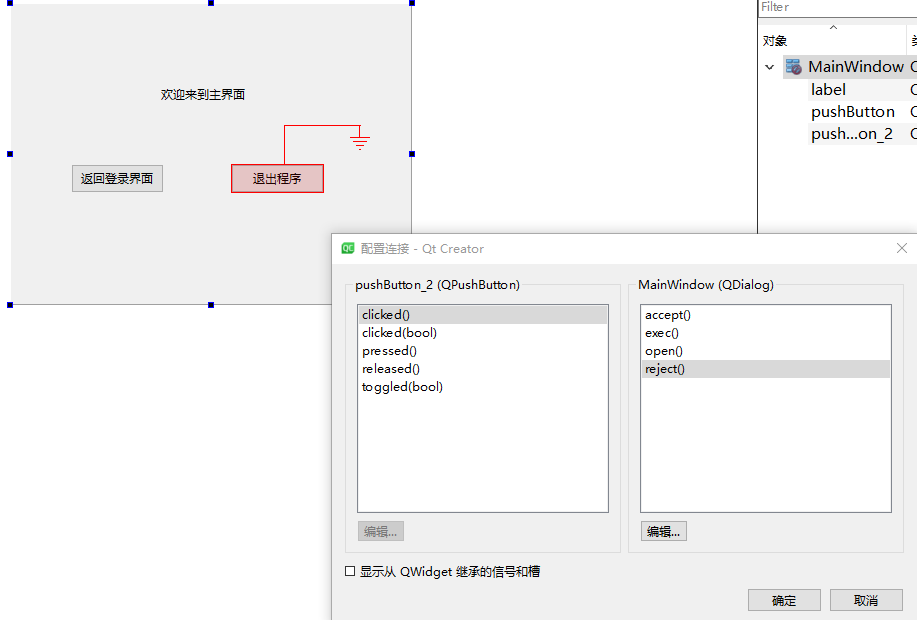 Filter
对象
MainWindow
label
pushButton
push...on_2
欢迎来到主界面
返回登录界面
退出程序
配置连接 - Qt Creator
pushButton_2 (QPushButton)
clicked()
clicked(bool)
pressed()
released()
toggled(bool)
编辑...
MainWindow (QDialog)
accept()
exec()
open()
reject()
编辑...
显示从 QWidget 继承的信号和槽
确定
取消